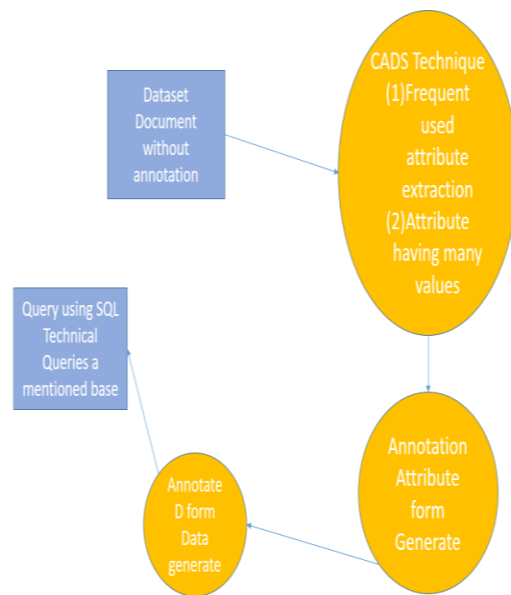 Dataset
Document
without
annotation
CADS Technique
(1)Frequent
used
attribute
extraction
(2)Attribute
having many
values
Annotation
Attribute
form
Generate
Annotate
D form
Data
generate
Query using SQL
Technical
Queries a
mentioned base